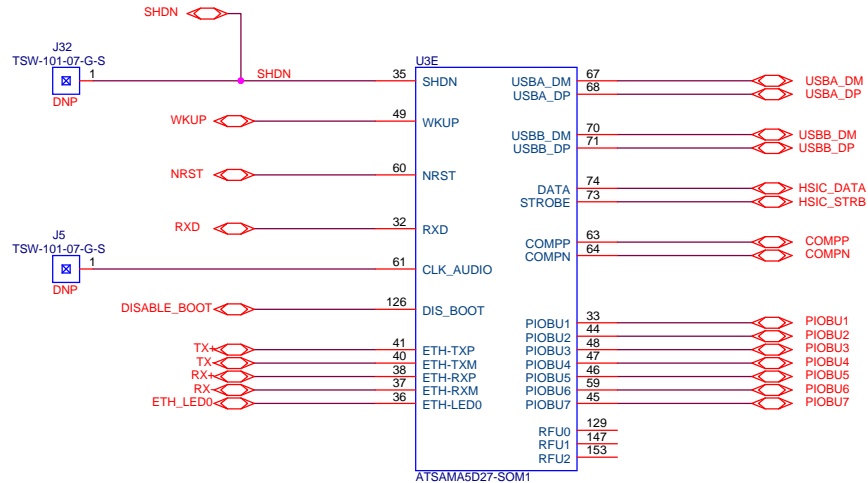 SHDN
J32
TSW-101-07-G-S
1
DNP
SHDN
U3E
35 SHDN USBA_DM 67 USBA_DM
USBA_DP 68 USBA_DP
WKUP 49 WKUP
USBB_DM 70 USBB_DM
USBB_DP 71 USBB_DP
NRST 60 NRST
DATA 74 HSIC_DATA
STROBE 73 HSIC_STRB
RXD 32 RXD
COMPP 63 COMPP
COMPN 64 COMPN
J5
TSW-101-07-G-S
1
DNP
61 CLK_AUDIO
DISABLE_BOOT 126 DIS_BOOT
PIOBU1 33 PIOBU1
PIOBU2 44 PIOBU2
TX+ 41 ETH-TXP PIOBU3 48 PIOBU3
TX- 40 ETH-TXM PIOBU4 47 PIOBU4
RX+ 38 ETH-RXP PIOBU5 46 PIOBU5
RX- 37 ETH-RXM PIOBU6 59 PIOBU6
ETH_LED0 36 ETH-LED0 PIOBU7 45 PIOBU7
RFU0 129
RFU1 147
RFU2 153
ATSAMA5D27-SOM1